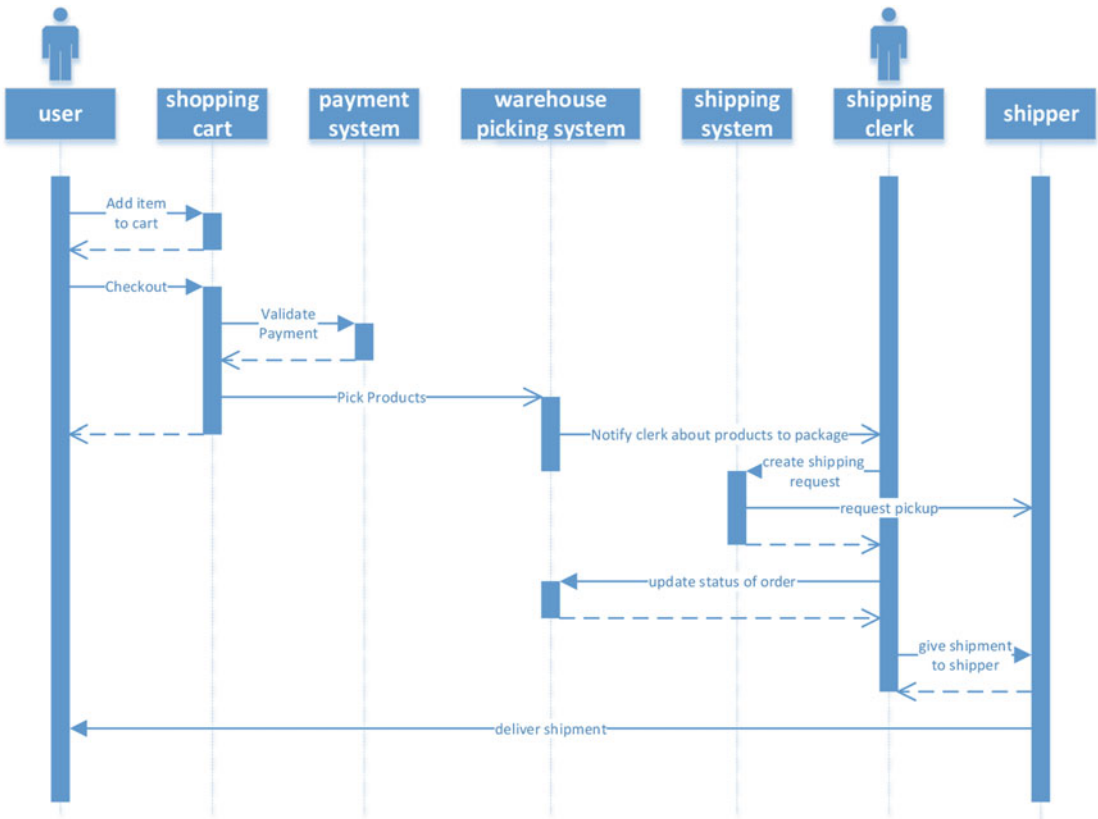 user
shopping
cart
payment
system
warehouse
picking system
shipping
system
shipping
clerk
shipper
Add item
to cart
Checkout
Validate
Payment
Pick Products
Notify clerk about products to package
create shipping
request
request pickup
update status of order
give shipment
to shipper
deliver shipment